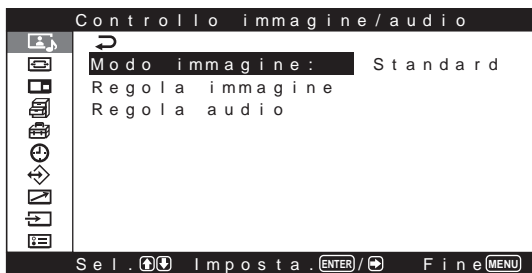 Controllo immagine/audio
Modo immagine: Standard
Regola immagine
Regola audio
Sel. Imposta. ENTER / Fine MENU